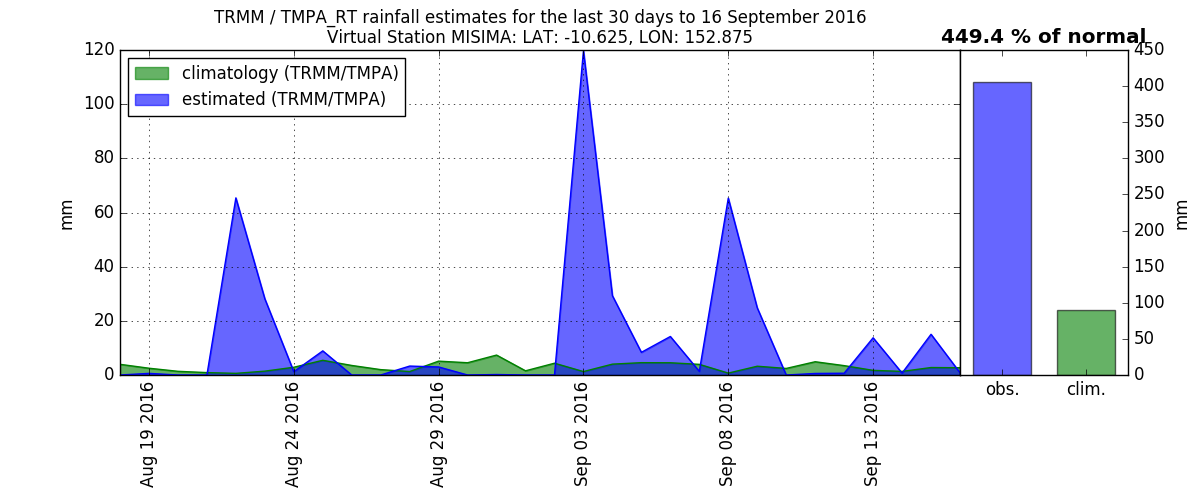 TRMM / TMPA_RT rainfall estimates for the last 30 days to 16 September 2016
Virtual Station MISIMA: LAT: -10.625, LON: 152.875
449.4 % of normal
climatology (TRMM/TMPA)
estimated (TRMM/TMPA)
120
100
80
60
40
20
0
mm
450
400
350
300
250
200
150
100
50
0
mm
Aug 19 2016
Aug 24 2016
Aug 29 2016
Sep 03 2016
Sep 08 2016
Sep 13 2016
obs.
clim.